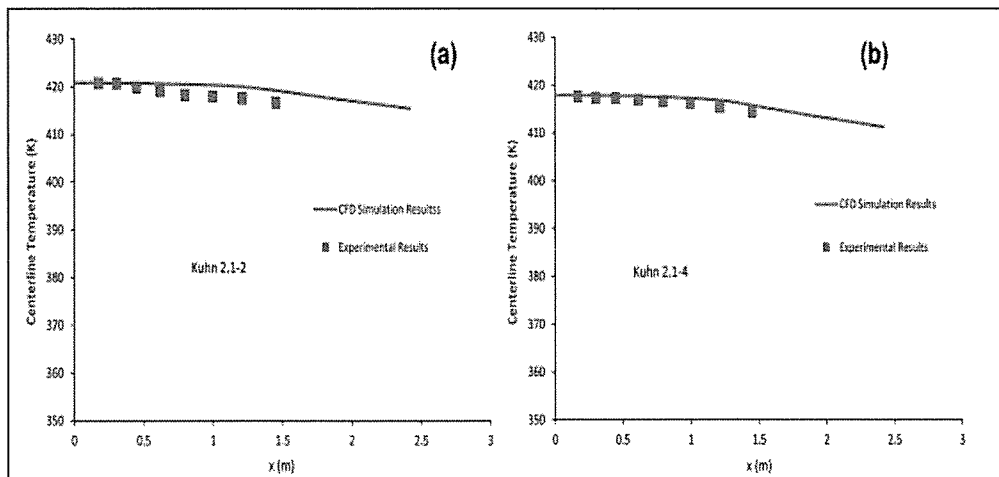 (a)
430
420
410
400
390
380
370
360
350
Centerline Temperature (K)
CFD Simulation Resuitss
Experimental Results
Kuhn 2.1-2
0
0.5
1
1.5
2
2.5
3
x (m)
(b)
430
420
410
400
390
380
370
360
350
Centerline Temperature (K)
CFD Simulation Results
Experimental Results
Kuhn 2.1-4
0
0.5
1
1.5
2
2.5
3
x (m)